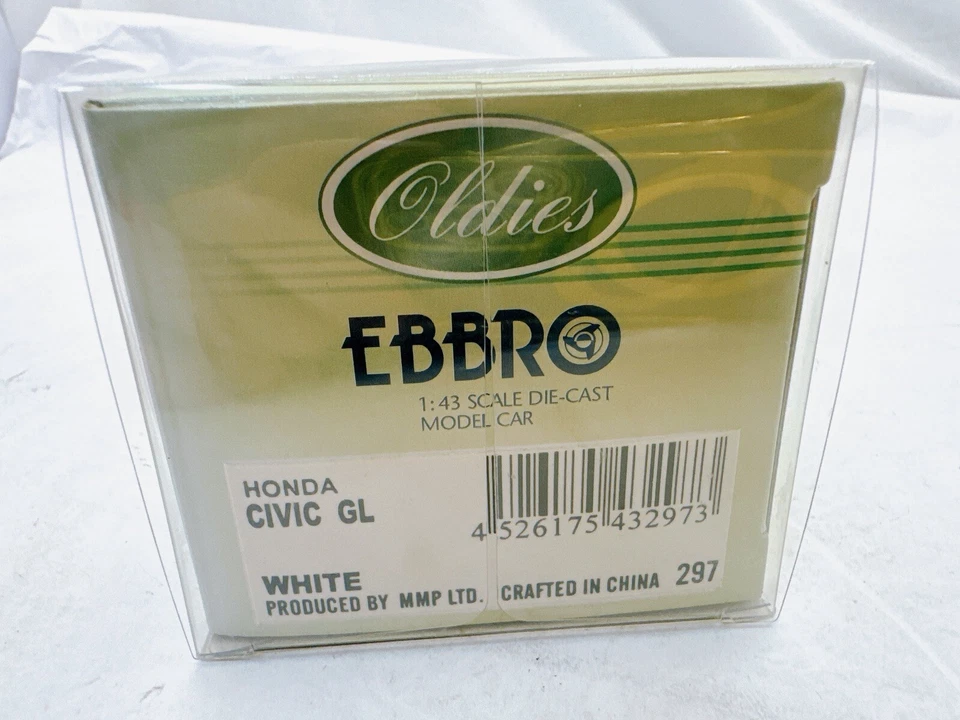 Oldies
EBBRO
1:43 SCALE DIE-CAST
MODEL CAR
HONDA
CIVIC GL
4 526175 432973
WHITE
PRODUCED BY MMP LTD. CRAFTED IN CHINA 297